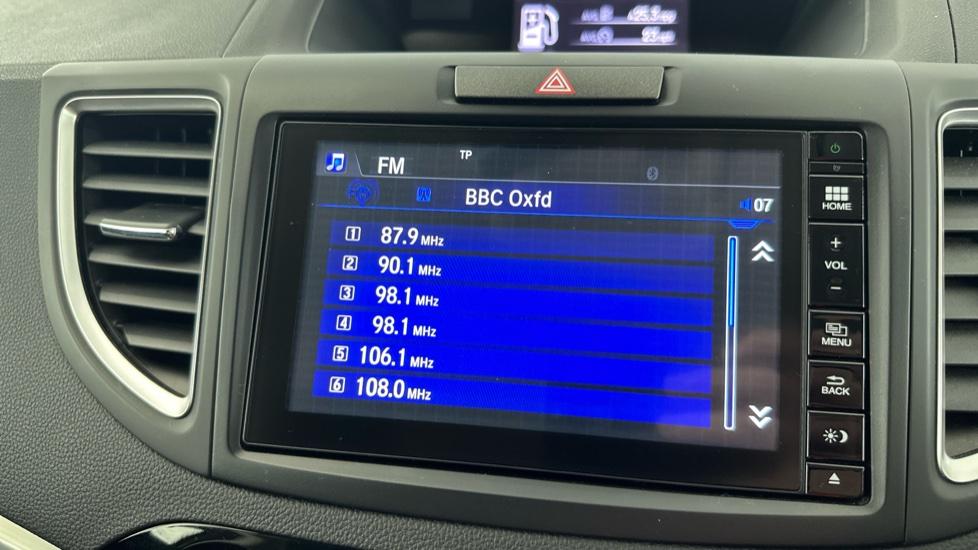 FM
TP
BBC Oxfd
07
1 87.9 MHz
2 90.1 MHz
3 98.1 MHz
4 98.1 MHz
5 106.1 MHz
6 108.0 MHz
HOME
+
VOL
−
MENU
BACK